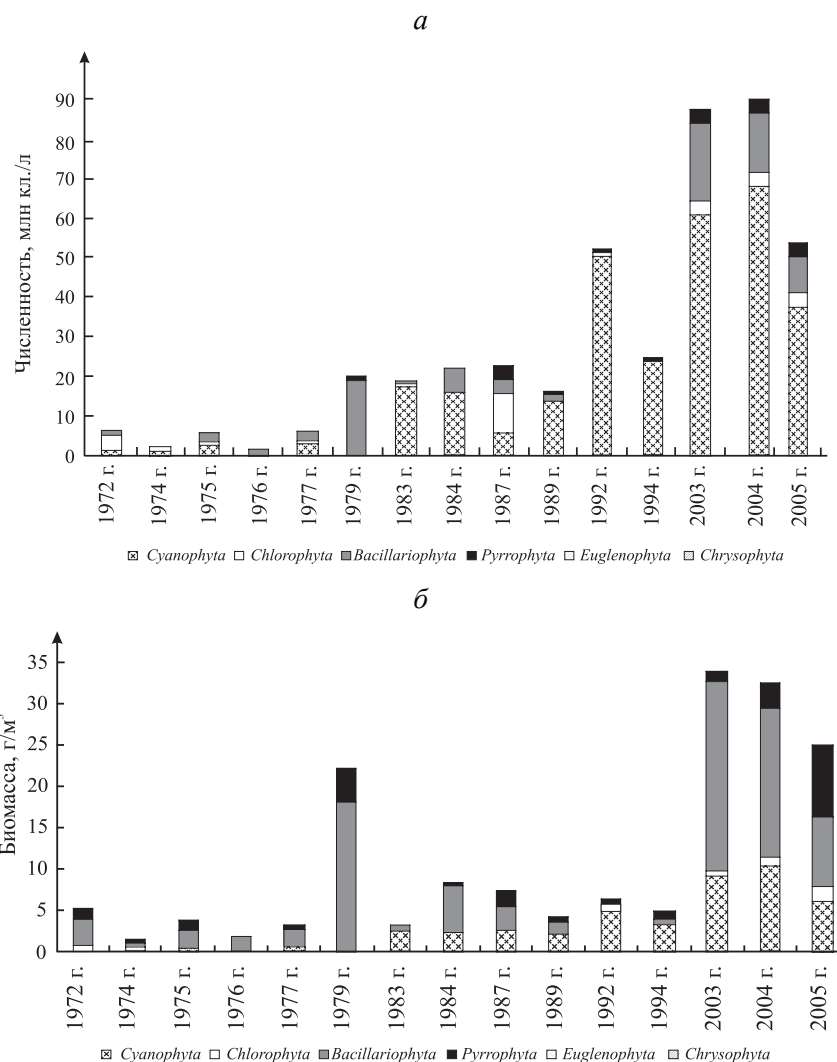 а
Численность, млн кл./л
90
80
70
60
50
40
30
20
10
0
1972 г. 1974 г. 1975 г. 1976 г. 1977 г. 1979 г. 1983 г. 1984 г. 1987 г. 1989 г. 1992 г. 1994 г. 2003 г. 2004 г. 2005 г.
Cyanophyta Chlorophyta Bacillariophyta Pyrrophyta Euglenophyta Chrysophyta
б
Биомасса, г/м³
35
30
25
20
15
10
5
0
1972 г. 1974 г. 1975 г. 1976 г. 1977 г. 1979 г. 1983 г. 1984 г. 1987 г. 1989 г. 1992 г. 1994 г. 2003 г. 2004 г. 2005 г.
Cyanophyta Chlorophyta Bacillariophyta Pyrrophyta Euglenophyta Chrysophyta